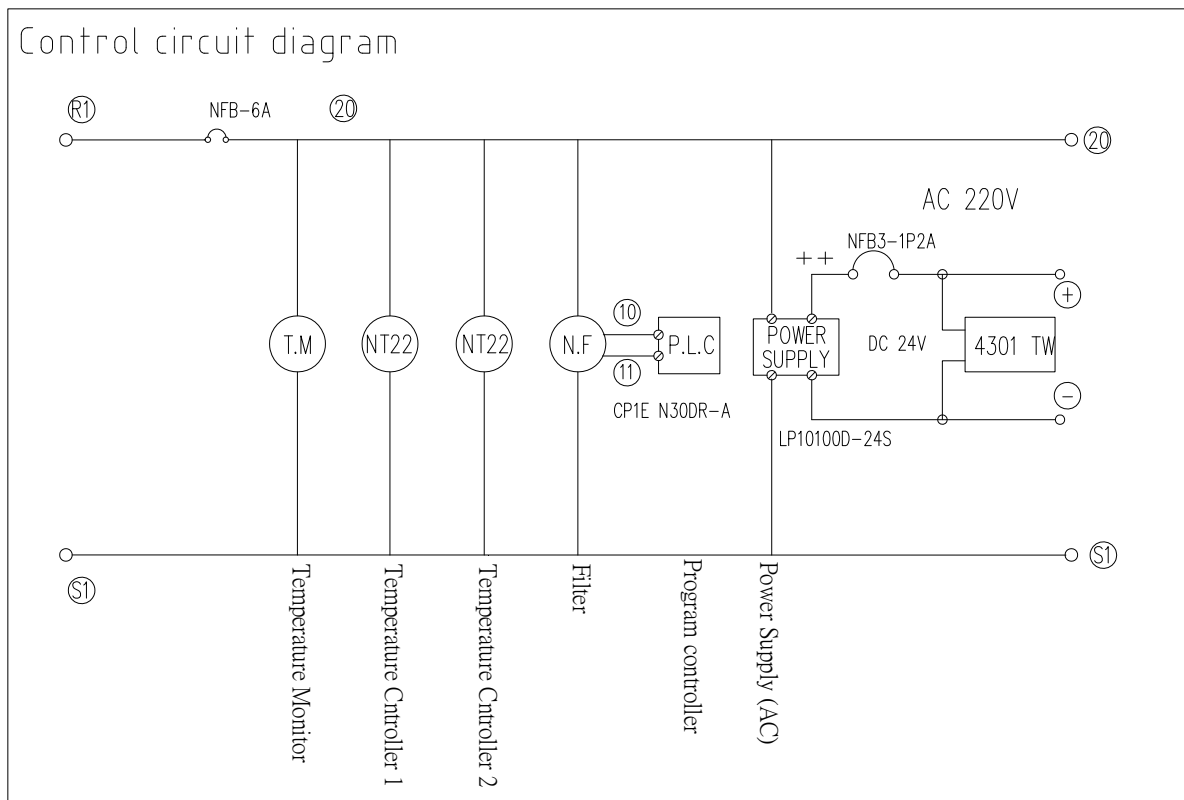 Control circuit diagram
R1
NFB-6A
20
20
AC 220V
NFB3-1P2A
++
+
T.M
NT22
NT22
N.F
10
11
P.L.C
CP1E N30DR-A
POWER
SUPPLY
DC 24V
4301 TW
-
LP10100D-24S
S1
S1
Temperature Monitor
Temperature Cntroller 1
Temperature Cntroller 2
Filter
Program controller
Power Supply (AC)